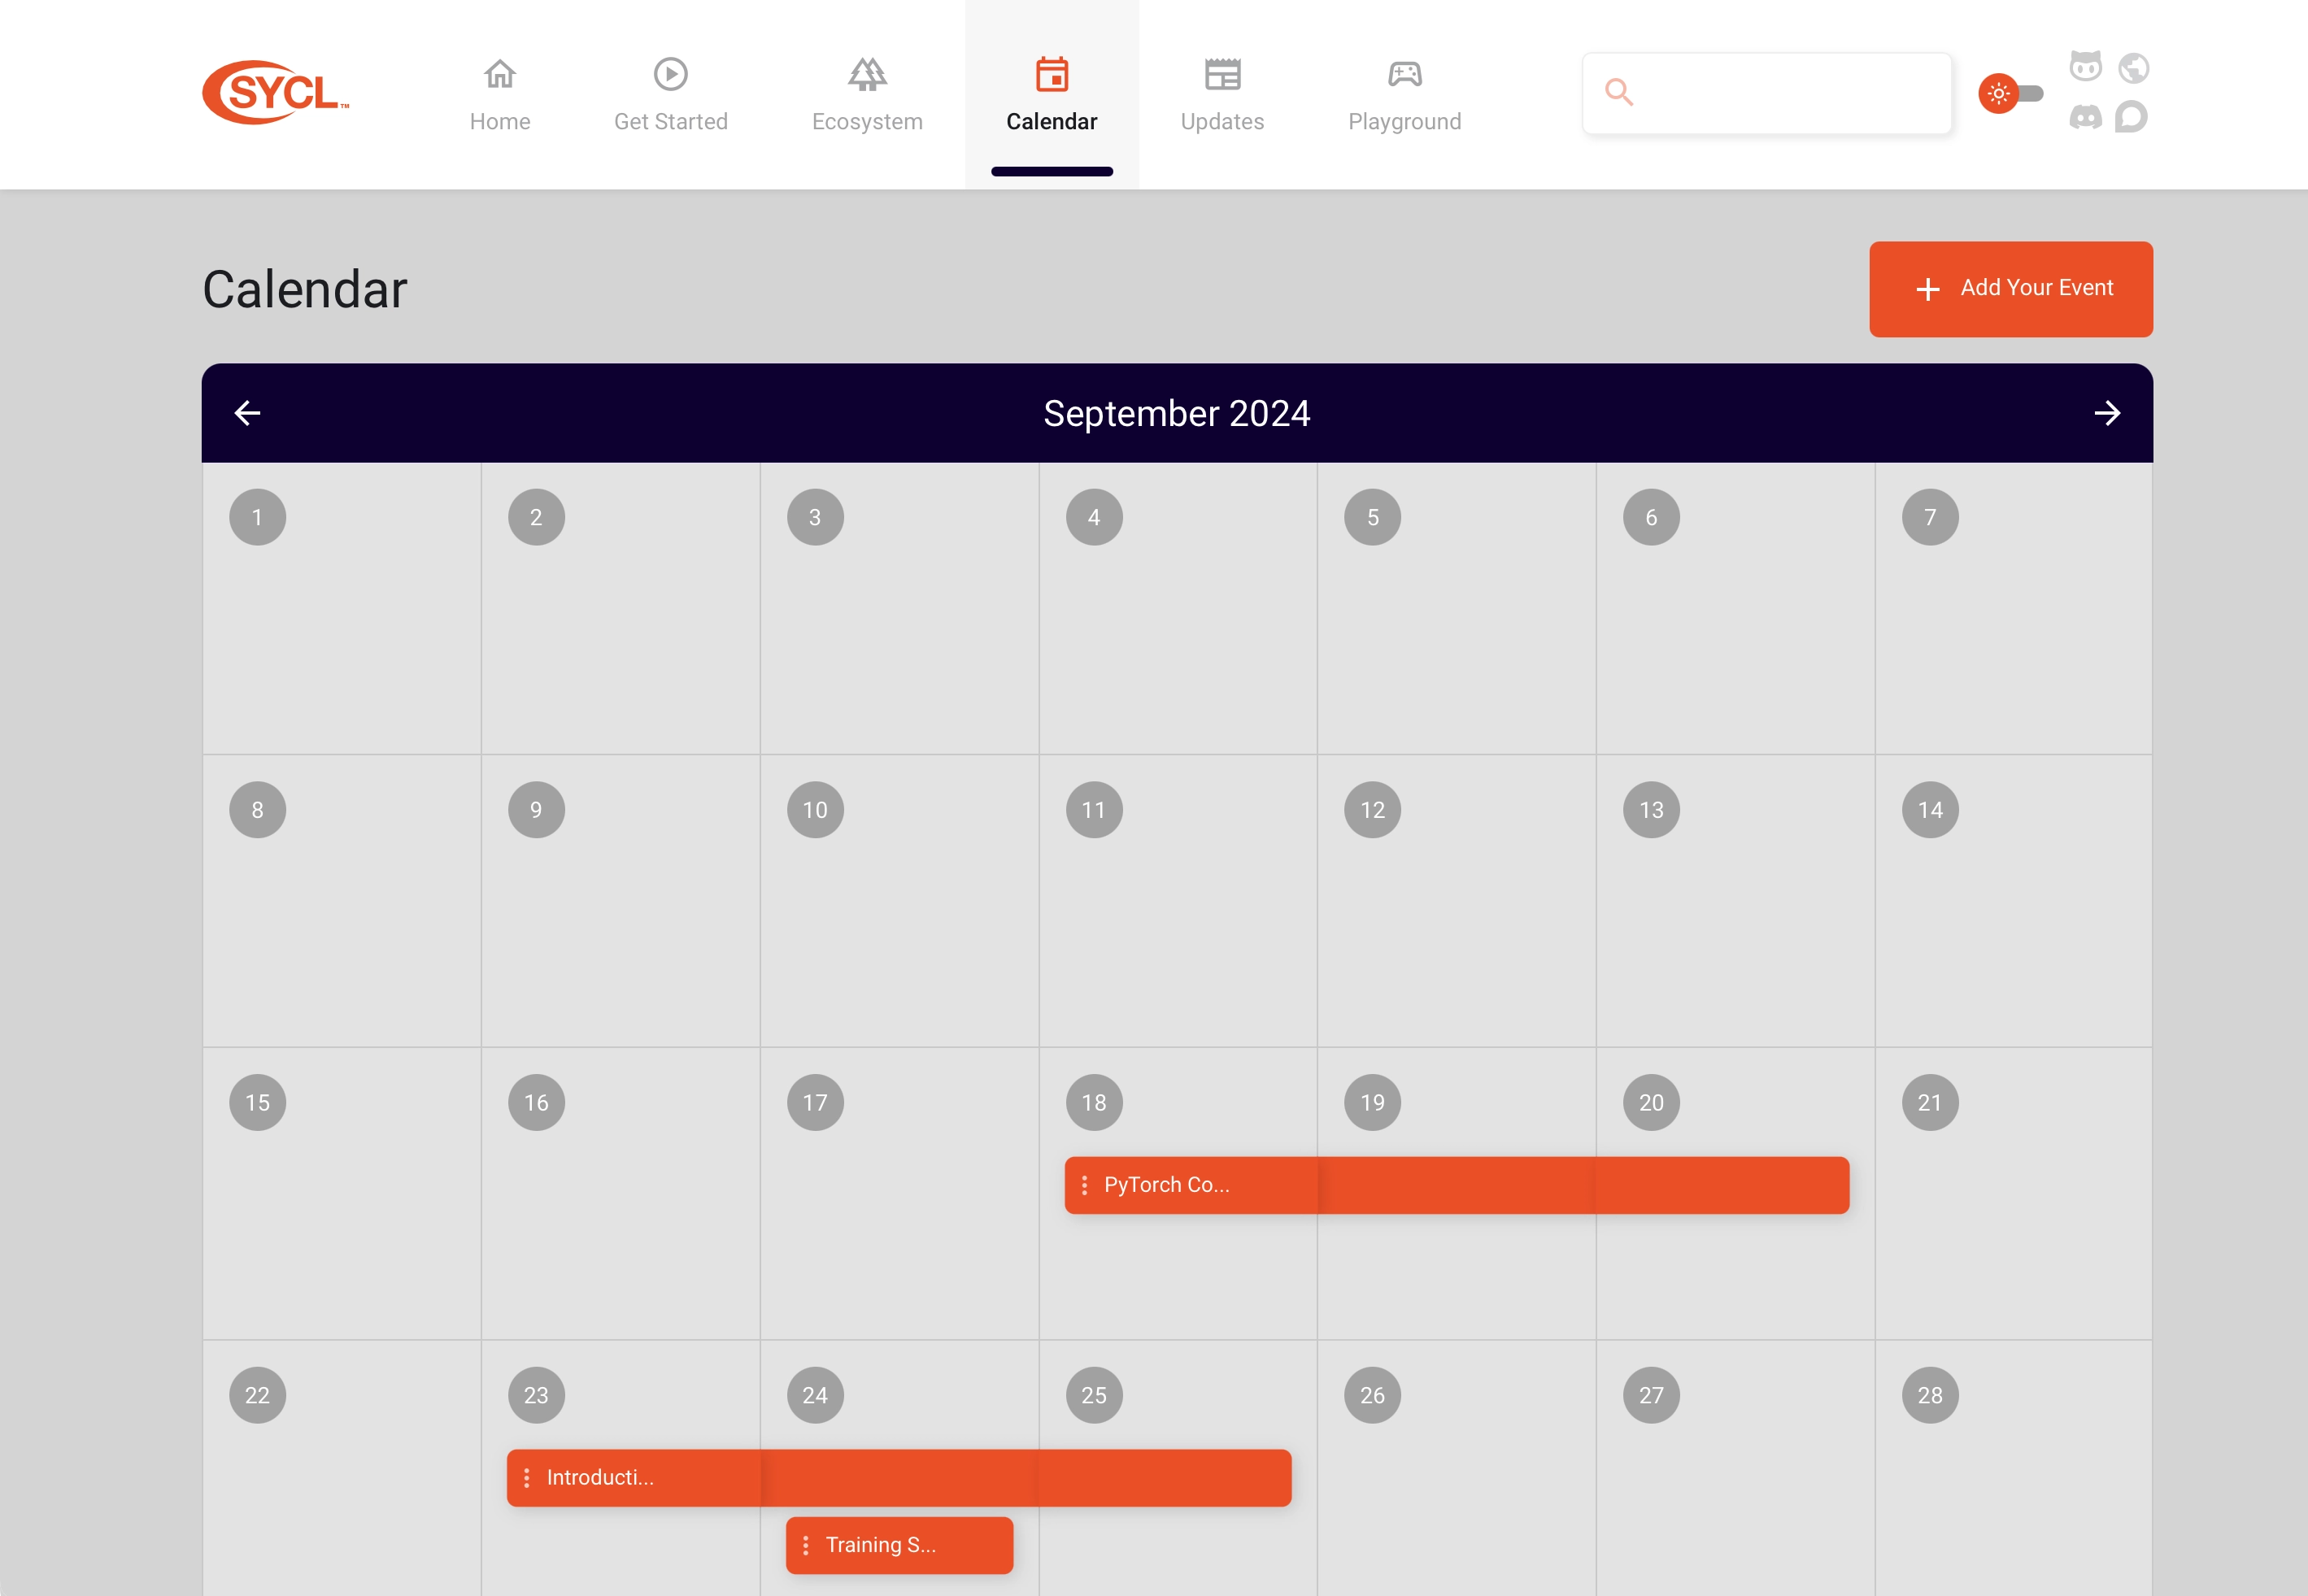 SYCL™
Home
Get Started
Ecosystem
Calendar
Updates
Playground
Calendar
Add Your Event
September 2024
1 2 3 4 5 6 7
8 9 10 11 12 13 14
15 16 17 18 19 20 21
PyTorch Co...
22 23 24 25 26 27 28
Introducti...
Training S...